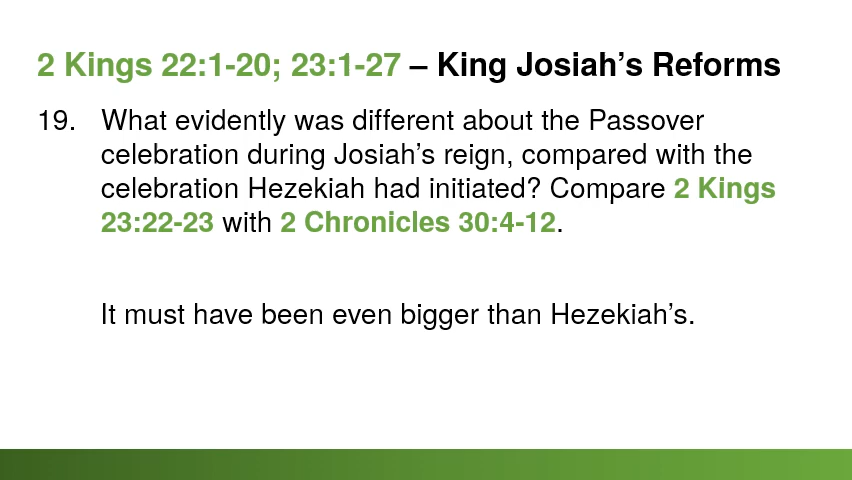 2 Kings 22:1-20; 23:1-27 – King Josiah’s Reforms
19. What evidently was different about the Passover
celebration during Josiah’s reign, compared with the
celebration Hezekiah had initiated? Compare 2 Kings
23:22-23 with 2 Chronicles 30:4-12.
It must have been even bigger than Hezekiah’s.